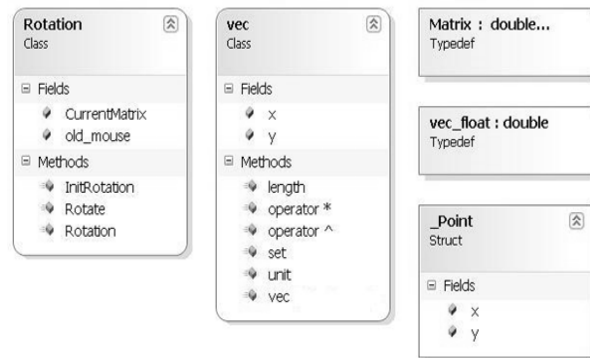 Rotation
Class
Fields
CurrentMatrix
old_mouse
Methods
InitRotation
Rotate
Rotation
vec
Class
Fields
x
y
Methods
length
operator *
operator ^
set
unit
vec
Matrix : double...
Typedef
vec_float : double
Typedef
_Point
Struct
Fields
x
y